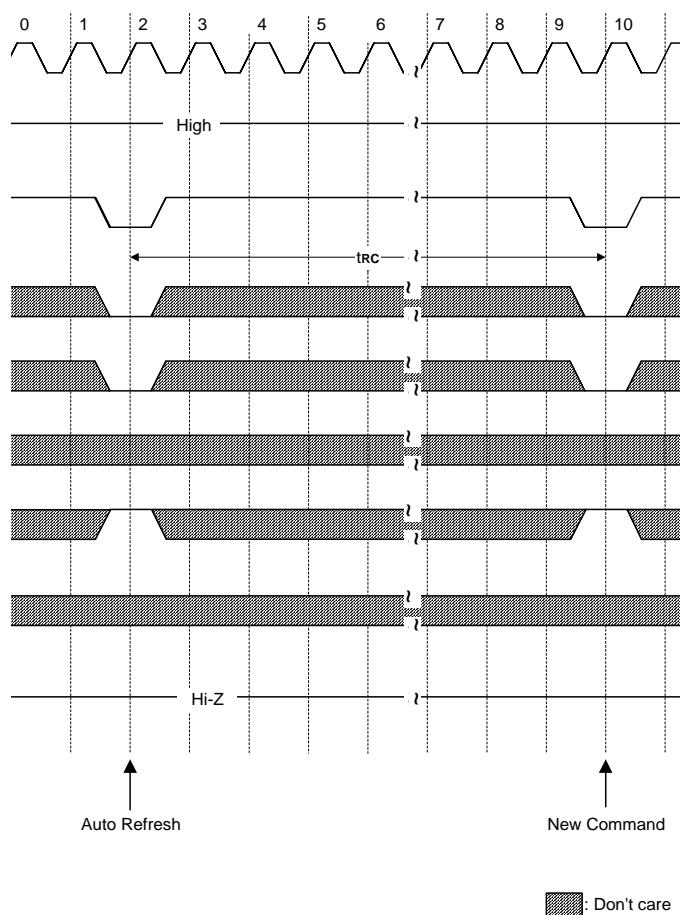 0 1 2 3 4 5 6 7 8 9 10
High
tRC
Hi-Z
Auto Refresh New Command
: Don't care